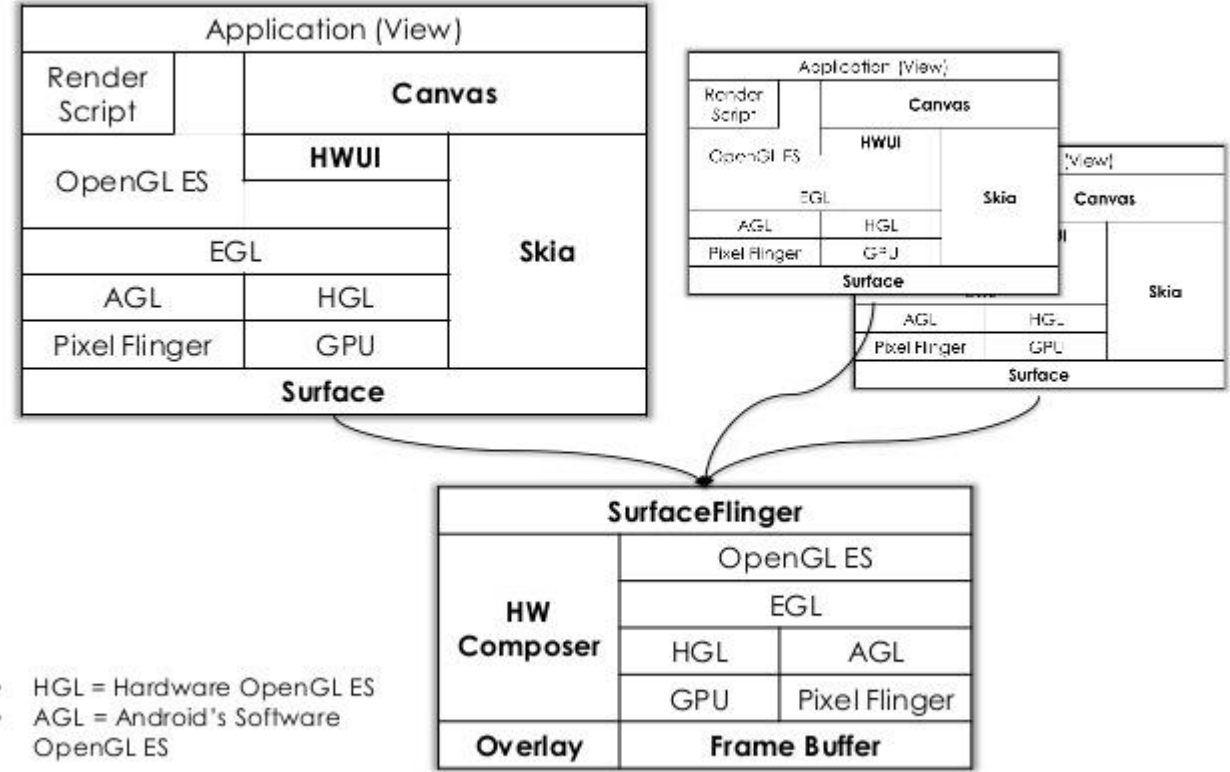 Application (View)
Render
Script
Canvas
HWUI
OpenGL ES
Skia
EGL
AGL
HGL
Pixel Flinger
GPU
Surface
Application (View)
Render
Script
Canvas
HWUI
OpenGL ES
EGL
Skia
AGL
HGL
Pixel Flinger
GPU
Surface
(View)
Canvas
Skia
AGL
HGL
Pixel Flinger
GPU
Surface
SurfaceFlinger
OpenGL ES
EGL
HW
Composer
HGL
AGL
GPU
Pixel Flinger
Overlay
Frame Buffer
HGL = Hardware OpenGL ES
AGL = Android's Software
OpenGL ES